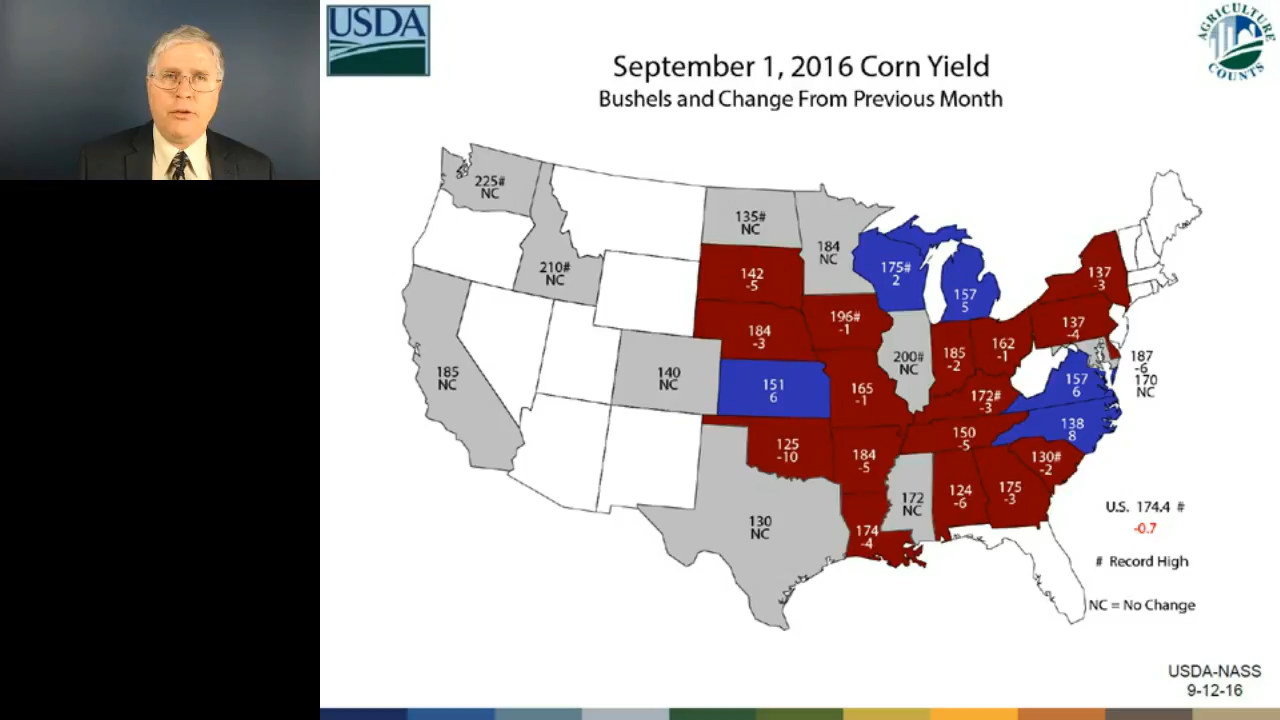 USDA
AGRICULTURE
COUNTS
September 1, 2016 Corn Yield
Bushels and Change From Previous Month
225#
NC
210#
NC
185
NC
135#
NC
142
-5
184
-3
140
NC
151
6
125
-10
130
NC
184
NC
196#
-1
165
-1
184
-5
174
-4
175#
2
200#
NC
172
NC
157
5
185
-2
162
-1
172#
-3
150
-5
124
-6
175
-3
130#
-2
138
8
157
6
137
-4
137
-3
187
-6
170
NC
U.S. 174.4 #
-0.7
# Record High
NC = No Change
USDA-NASS
9-12-16